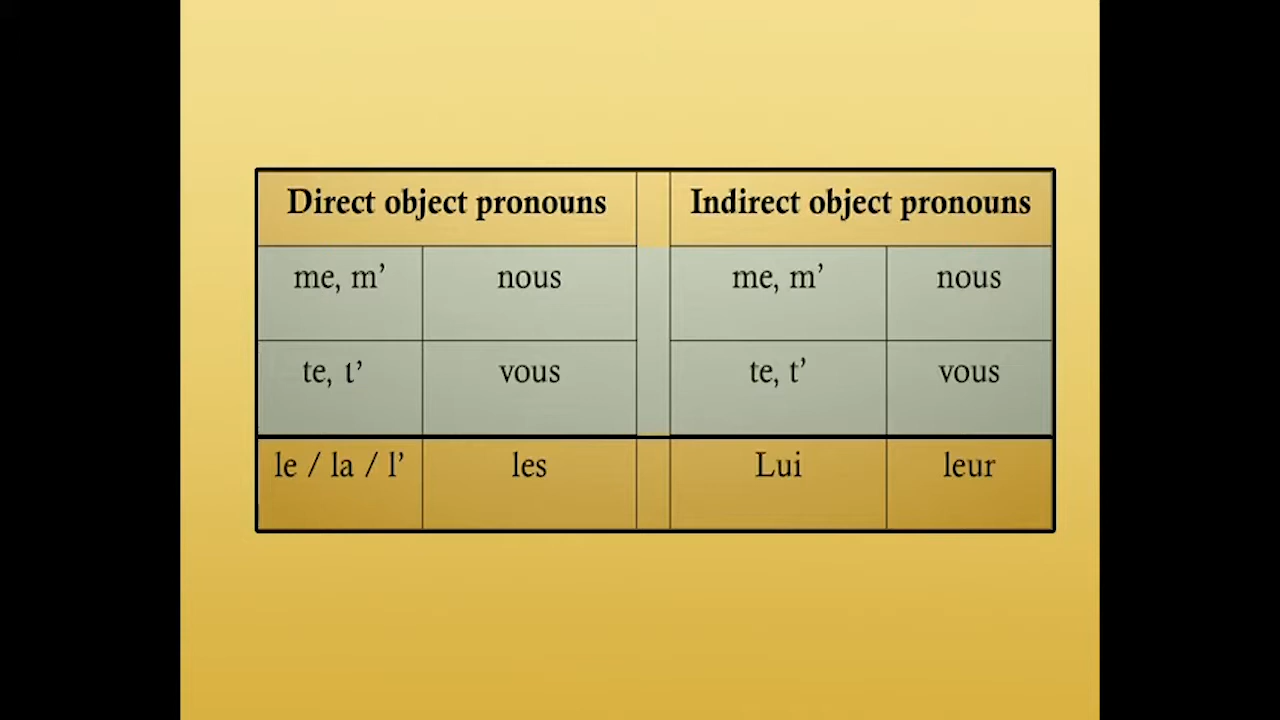 Direct object pronouns Indirect object pronouns
me, m’ nous me, m’ nous
te, t’ vous te, t’ vous
le / la / l’ les Lui leur